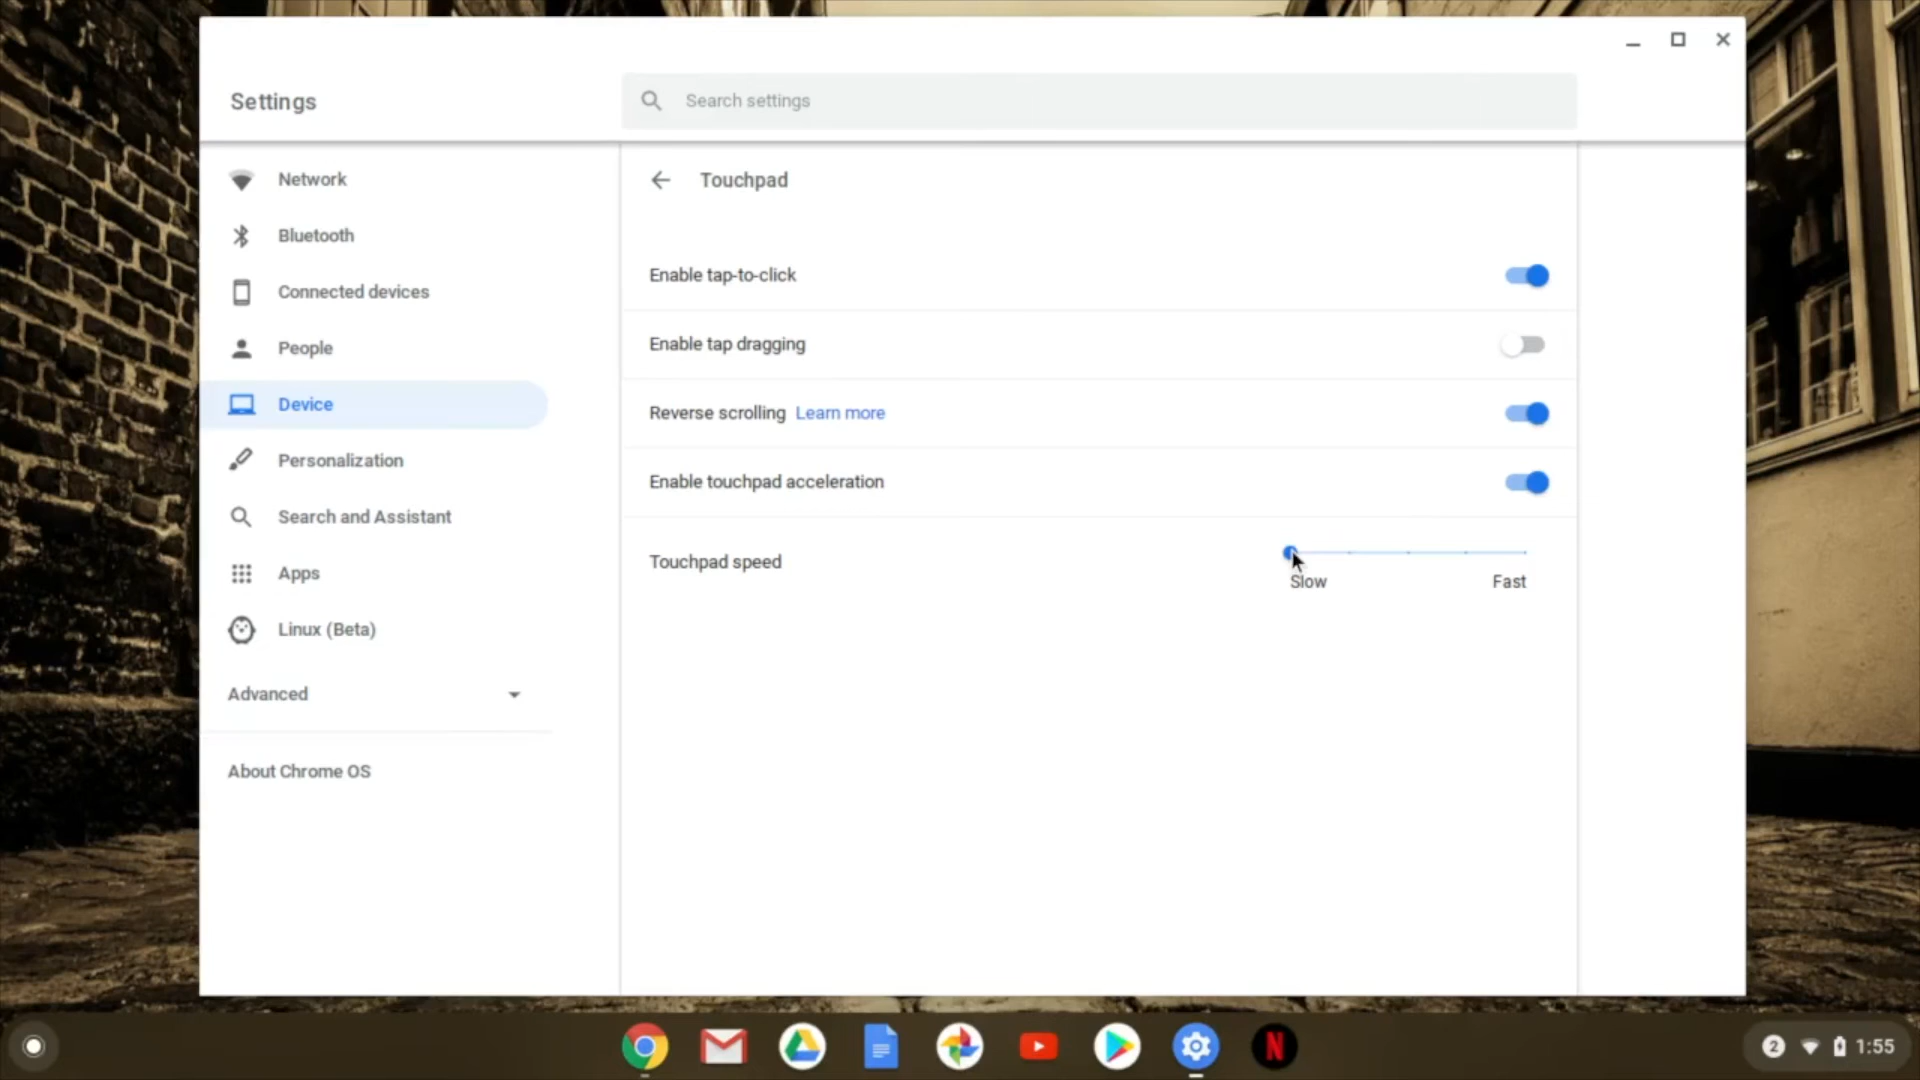 Settings
Search settings
Network
Bluetooth
Connected devices
People
Device
Personalization
Search and Assistant
Apps
Linux (Beta)
Advanced
About Chrome OS
Touchpad
Enable tap-to-click
Enable tap dragging
Reverse scrolling Learn more
Enable touchpad acceleration
Touchpad speed
Slow Fast
N
2 1:55